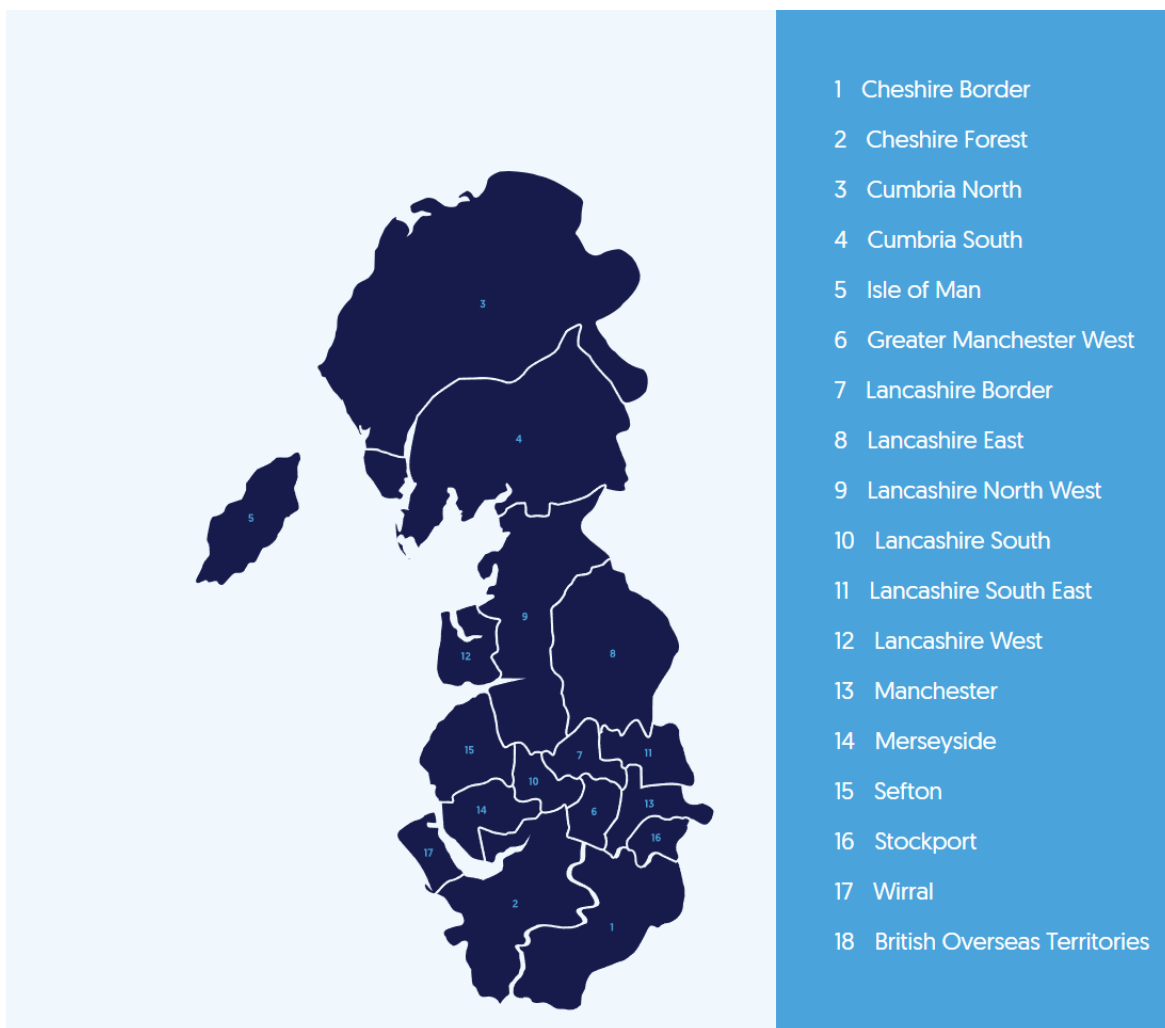 1 Cheshire Border
2 Cheshire Forest
3 Cumbria North
4 Cumbria South
5 Isle of Man
6 Greater Manchester West
7 Lancashire Border
8 Lancashire East
9 Lancashire North West
10 Lancashire South
11 Lancashire South East
12 Lancashire West
13 Manchester
14 Merseyside
15 Sefton
16 Stockport
17 Wirral
18 British Overseas Territories
3
4
5
9
12
8
15
7
11
10
13
14
6
16
17
2
1